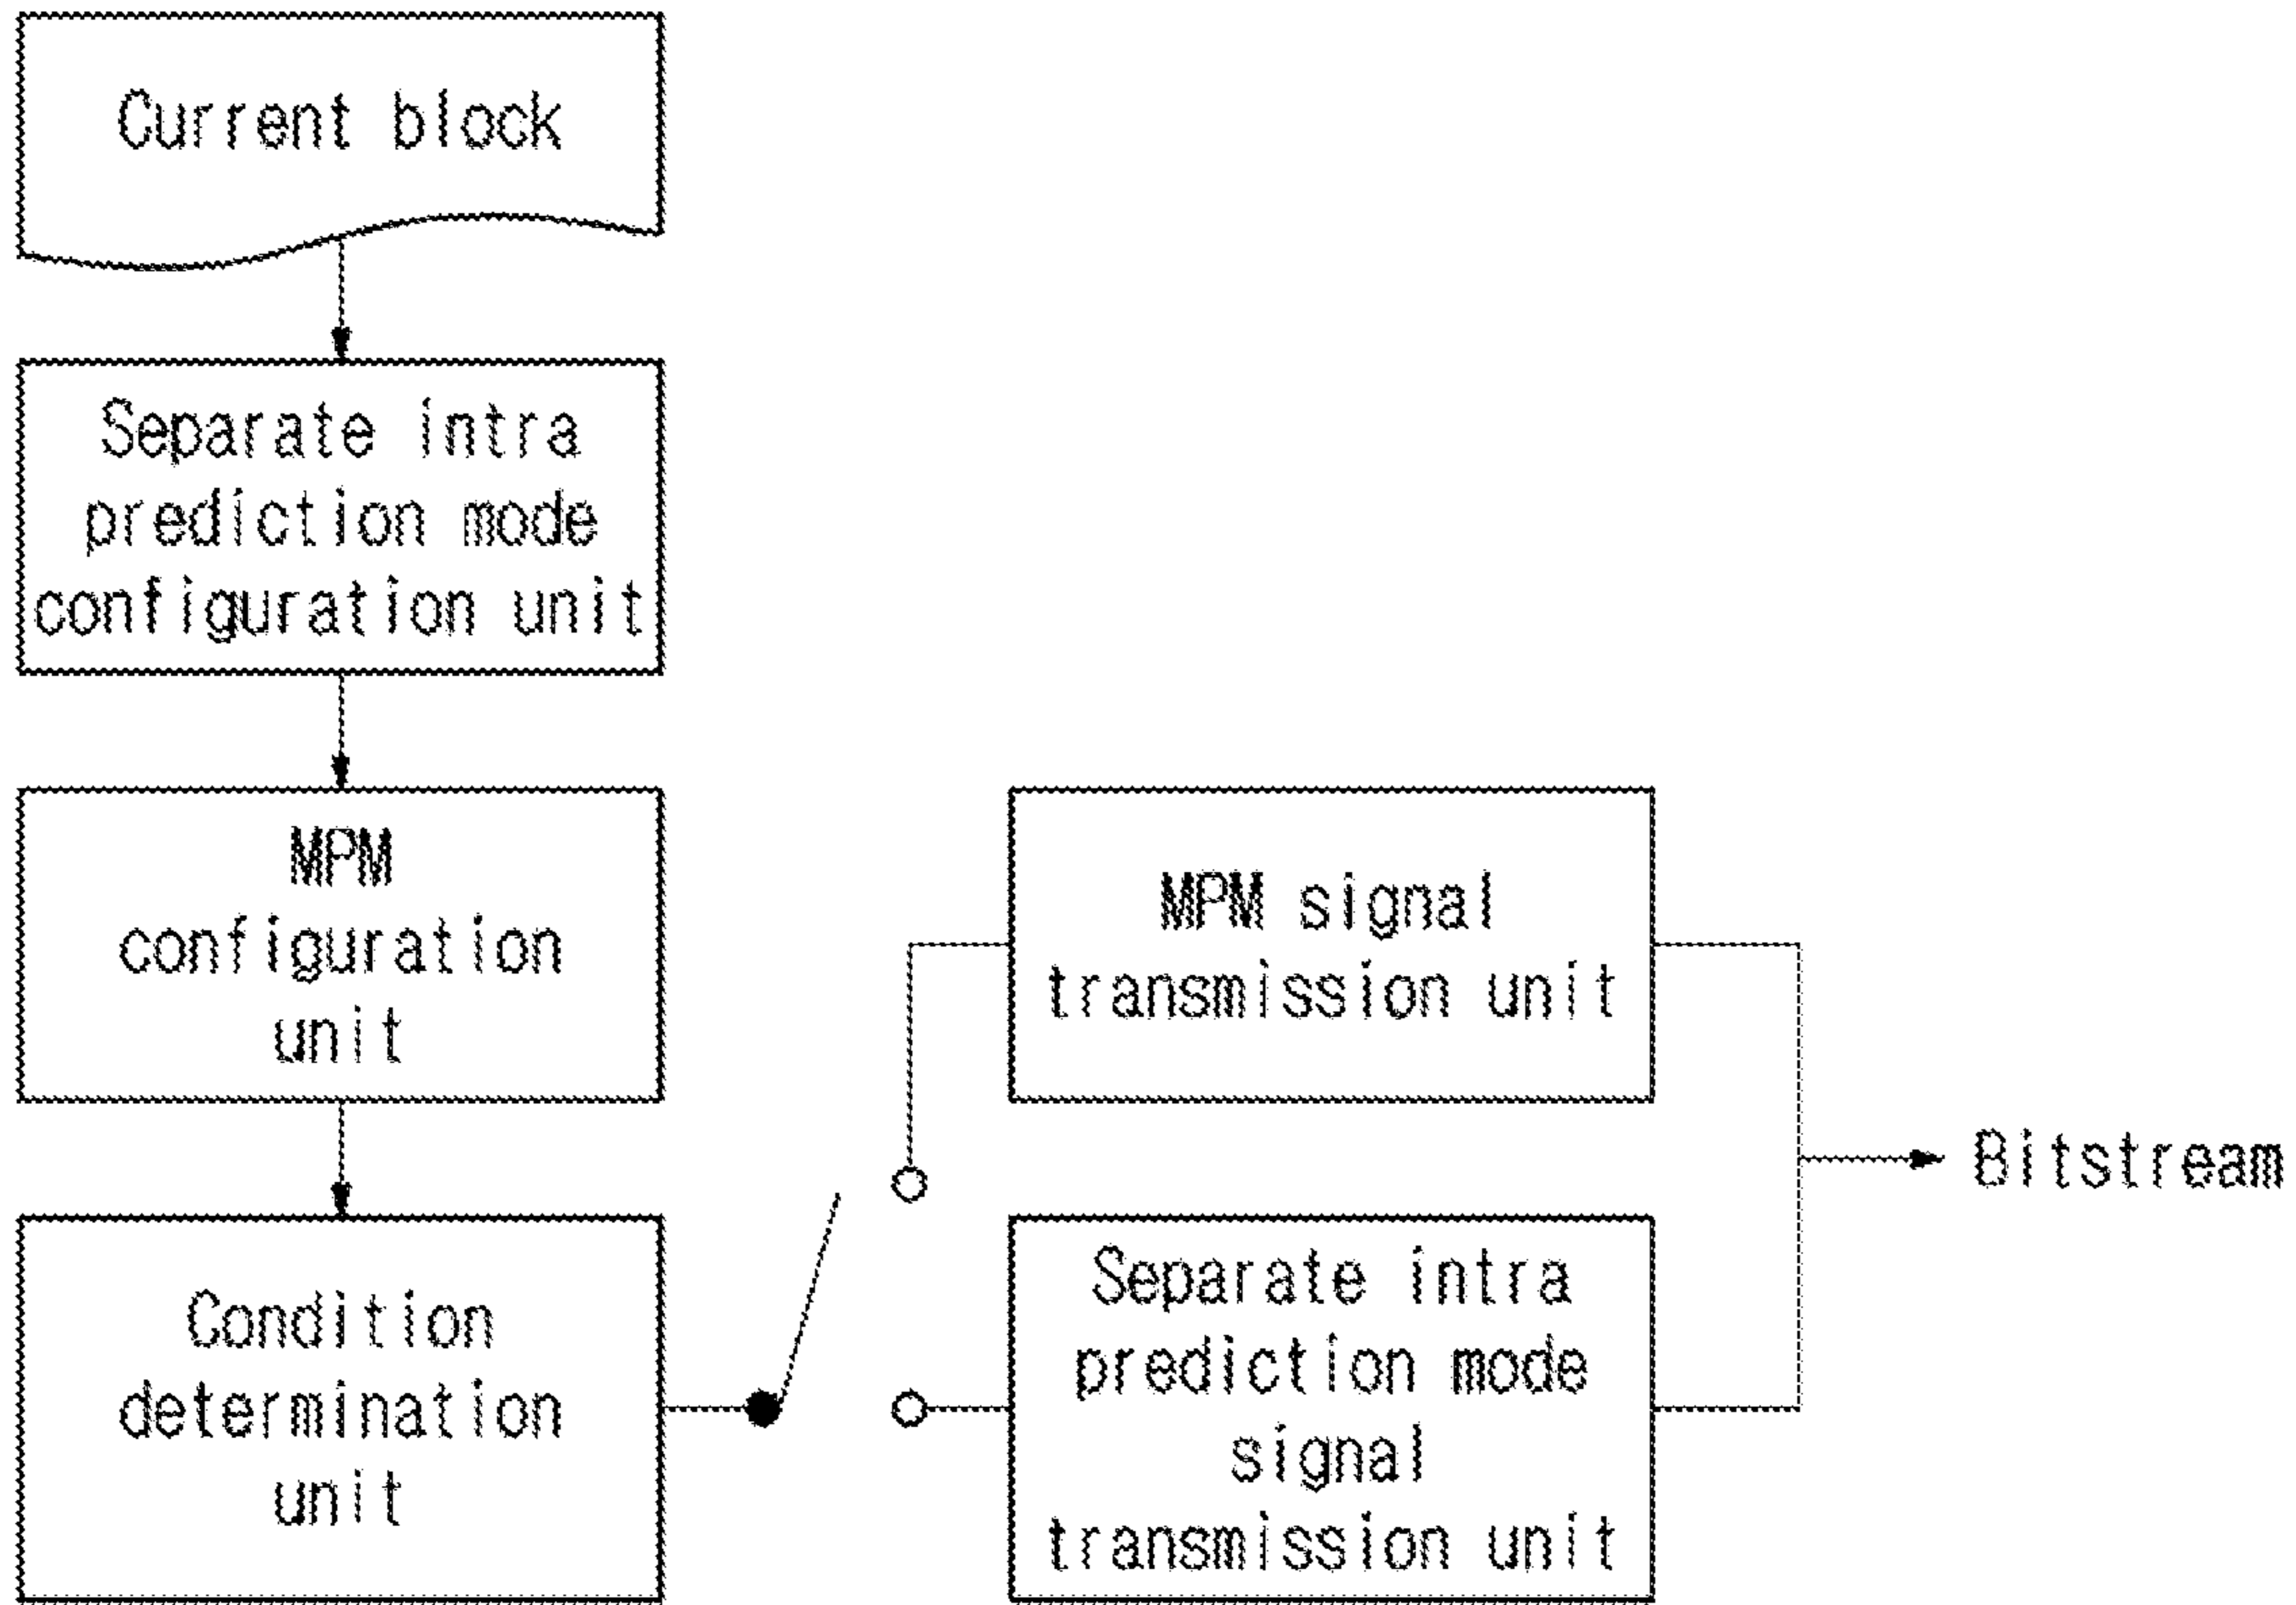 Current block
Separate intra
prediction mode
configuration unit
MPM
configuration
unit
Condition
determination
unit
MPM signal
transmission unit
Separate intra
prediction mode
signal
transmission unit
Bitstream